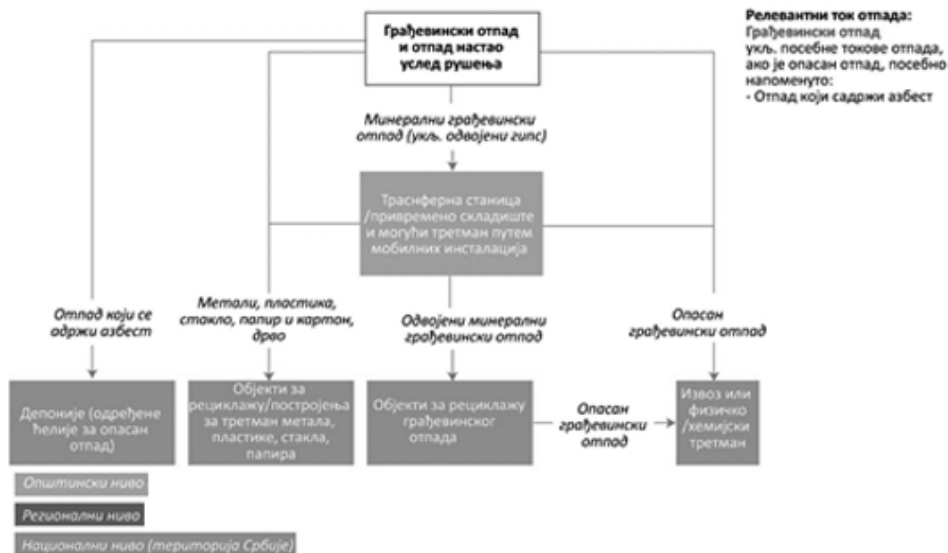 Грађевински отпад
и отпад настао
услед рушења
Релевантни ток отпада:
Грађевински отпад
укљ. посебне токове отпада,
ако је опасан отпад, посебно
напоменуто:
- Отпад који садржи азбест
Минерални грађевински
отпад (укљ. одвојени гипс)
Траснферна станица
/привремено складиште
и могући третман путем
мобилних инсталација
Отпад који се
адржи азбест
Метали, пластика,
стакло, папир и картон,
дрво
Одвојени минерални
грађевински отпад
Опасан
грађевински отпад
Депоније (одређене
ћелије за опасан
отпад)
Објекти за
рециклажу/постројења
за третман метала,
пластике, стакла,
папира
Објекти за рециклажу
грађевинског
отпада
Опасан
грађевински
отпад
Извоз или
физичко
/хемијски
третман
Општински ниво
Регионални ниво
Национални ниво (територија Србије)